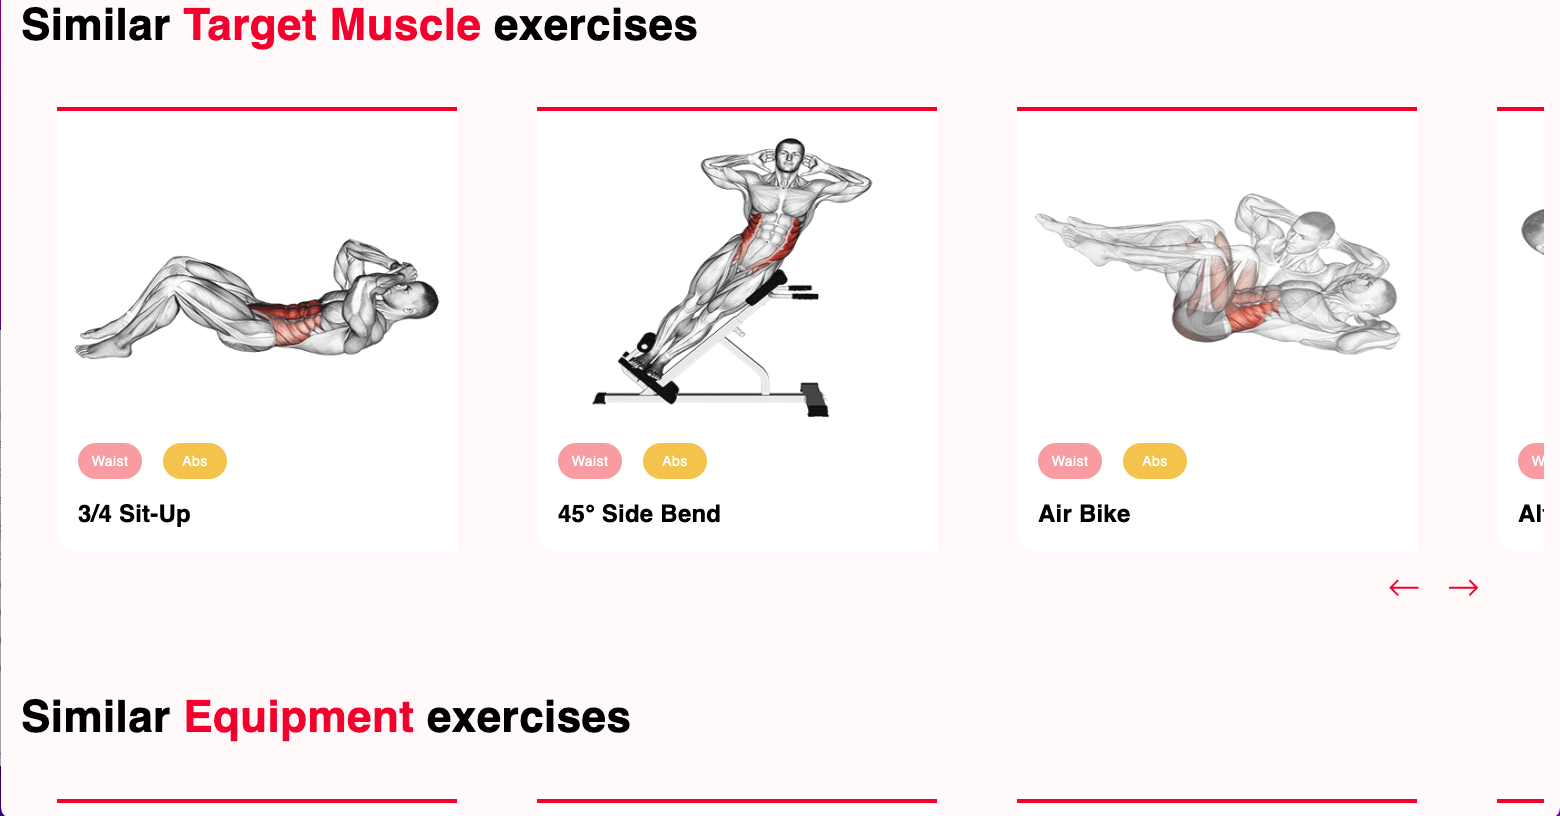 Similar Target Muscle exercises
Waist Abs
3/4 Sit-Up
Waist Abs
45° Side Bend
Waist Abs
Air Bike
Similar Equipment exercises